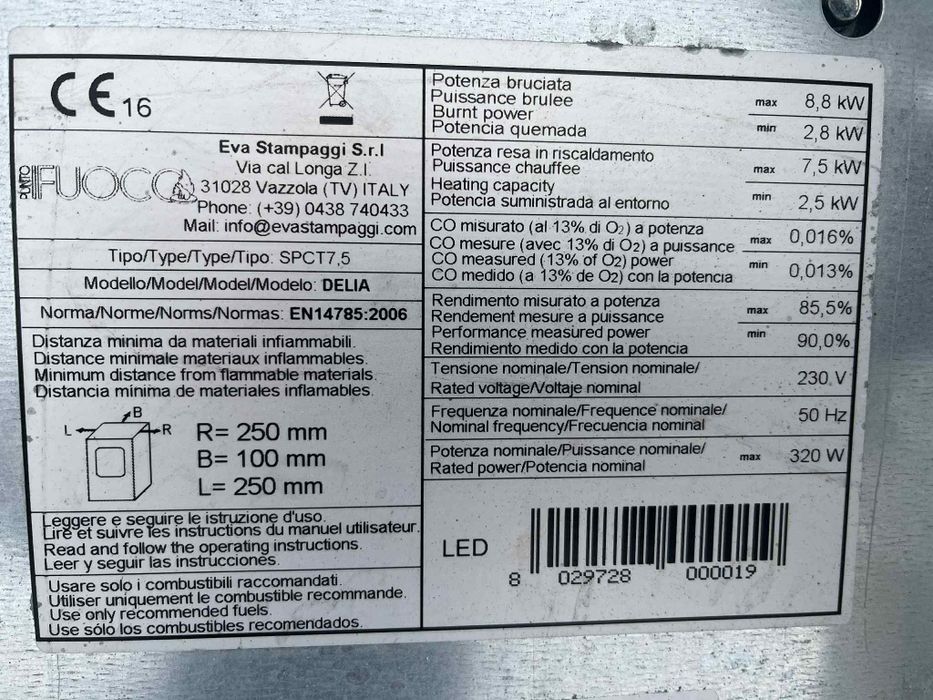 CE 16
PUNTO FUOCO
Eva Stampaggi S.r.l
Via cal Longa Z.I.
31028 Vazzola (TV) ITALY
Phone: (+39) 0438 740433
Mail: info@evastampaggi.com
Tipo/Type/Type/Tipo: SPCT7,5
Modello/Model/Model/Modelo: DELIA
Norma/Norme/Norms/Normas: EN14785:2006
Distanza minima da materiali infiammabili.
Distance minimale materiaux inflammables.
Minimum distance from flammable materials.
Distancia mínima de materiales inflamables.
B
L R
R= 250 mm
B= 100 mm
L= 250 mm
Leggere e seguire le istruzione d'uso.
Lire et suivre les instructions du manuel utilisateur.
Read and follow the operating instructions.
Leer y seguir las instrucciones.
Usare solo i combustibili raccomandati.
Utiliser uniquement le combustible recommande.
Use only recommended fuels.
Use sólo los combustibles recomendados.
Potenza bruciata
Puissance brulee
Burnt power
Potencia quemada
max 8,8 kW
min 2,8 kW
Potenza resa in riscaldamento
Puissance chauffee
Heating capacity
Potencia suministrada al entorno
max 7,5 kW
min 2,5 kW
CO misurato (al 13% di O2) a potenza
CO mesure (avec 13% di O2) a puissance
CO measured (13% of O2) power
CO medido (a 13% de O2) con la potencia
max 0,016%
min 0,013%
Rendimento misurato a potenza
Rendement mesure a puissance
Performance measured power
Rendimiento medido con la potencia
max 85,5%
min 90,0%
Tensione nominale/Tension nominale/
Rated voltage/Voltaje nominal
230 V
Frequenza nominale/Frequence nominale/
Nominal frequency/Frecuencia nominal
50 Hz
Potenza nominale/Puissance nominale/
Rated power/Potencia nominal
max 320 W
LED
8 029728 000019